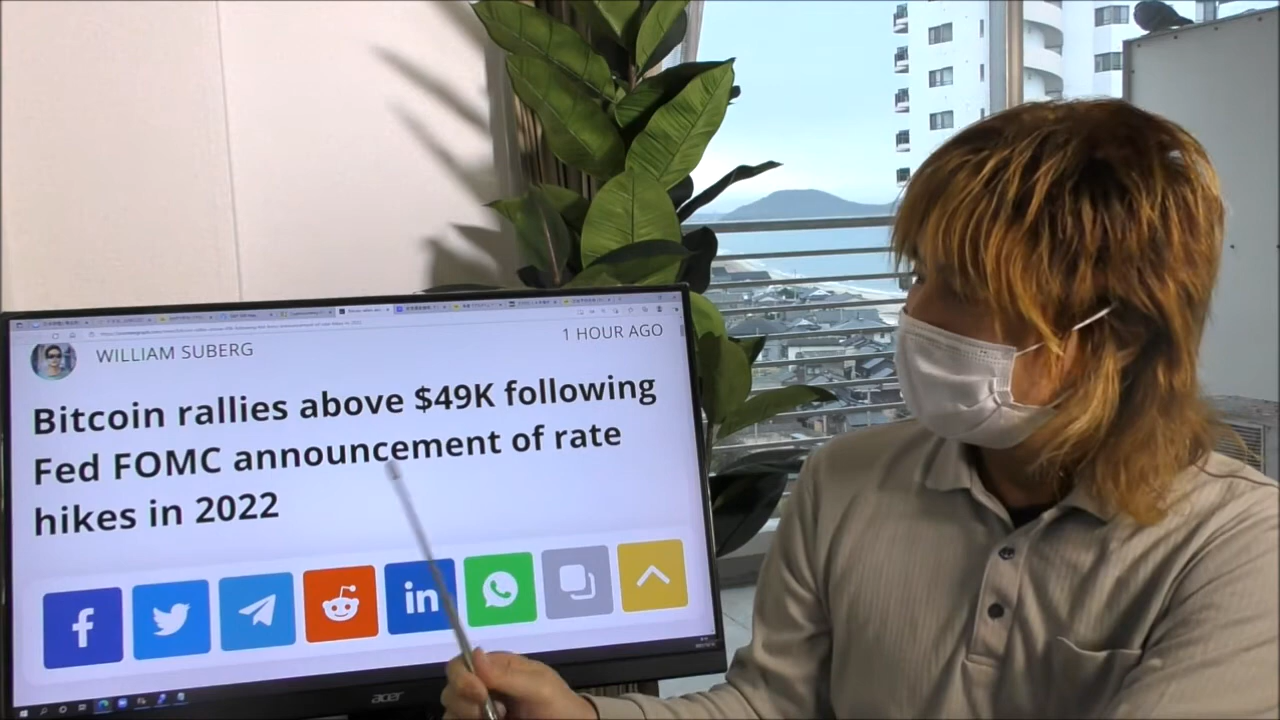 WILLIAM SUBERG
1 HOUR AGO
Bitcoin rallies above $49K following
Fed FOMC announcement of rate
hikes in 2022
f
in
acer